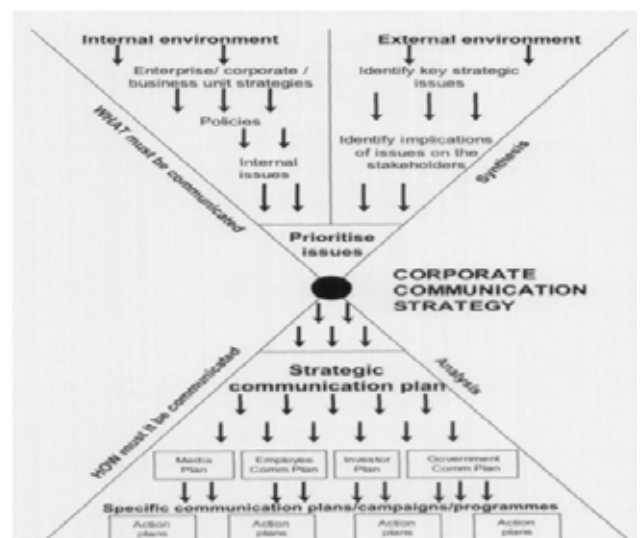 Internal environment
External environment
Enterprise/ corporate /
business unit strategies
Policies
Internal
issues
Identify key strategic
issues
Identify implications
of issues on the
stakeholders
WHAT must be communicated
Synthesis
Prioritise
issues
CORPORATE
COMMUNICATION
STRATEGY
HOW must it be communicated
Analysis
Strategic
communication plan
Media
Plan
Employee
Comm Plan
Investor
Plan
Government
Comm Plan
Specific communication plans/campaigns/programmes
Action
plans
Action
plans
Action
plans
Action
plans